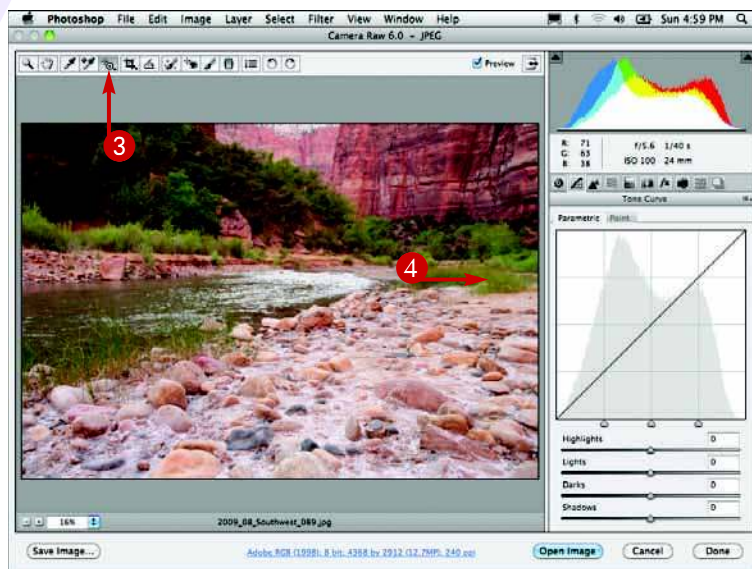 Photoshop File Edit Image Layer Select Filter View Window Help Sun 4:59 PM
Camera Raw 6.0 - JPEG
Preview
3
R: 71
G: 63
B: 38
f/5.6 1/40 s
ISO 100 24 mm
Tone Curve
Parametric Point
4
Highlights 0
Lights 0
Darks 0
Shadows 0
16% 2009_08_Southwest_089.jpg
Save Image... Adobe RGB (1998); 8 bit; 4368 by 2912 (12.7MP); 240 ppi Open Image Cancel Done